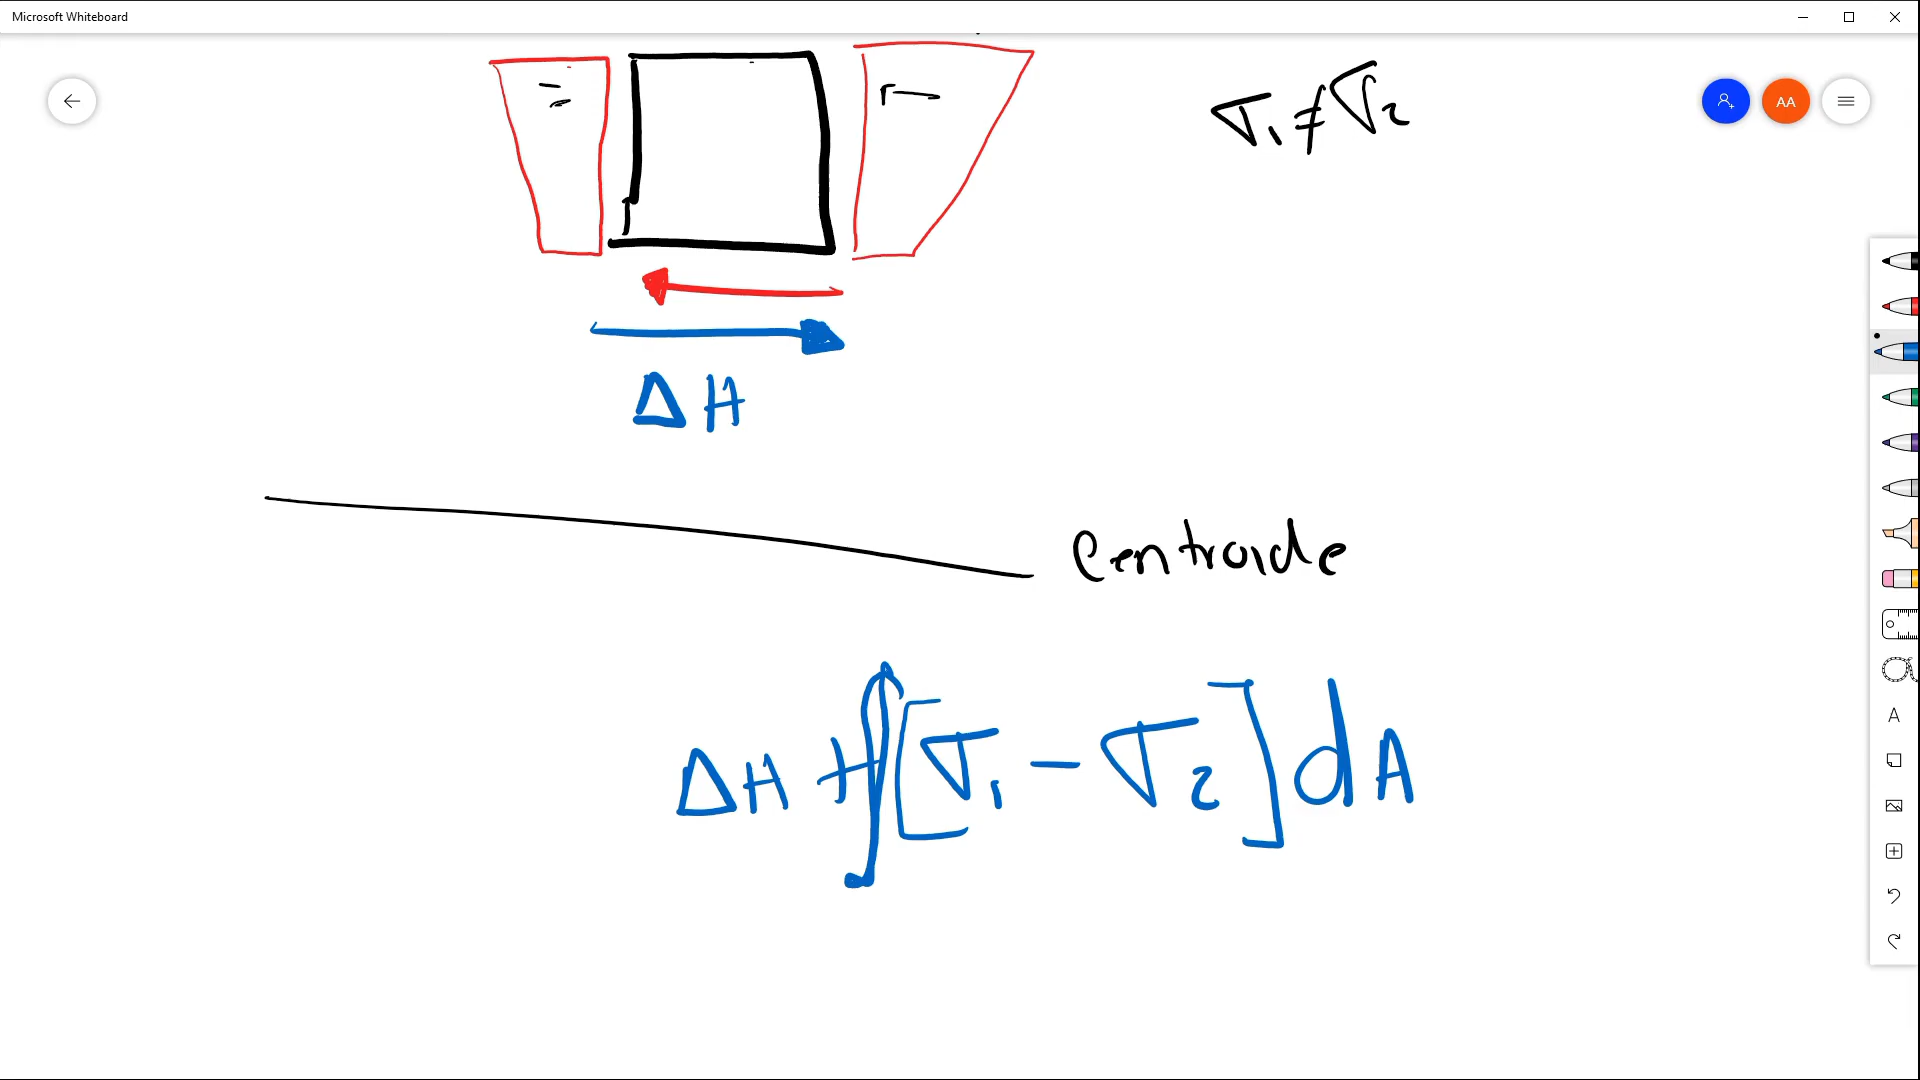 Microsoft Whiteboard
AA
σ₁ ≠ σ₂
ΔH
Centroide
ΔH + ∫[σ₁ − σ₂] dA
A